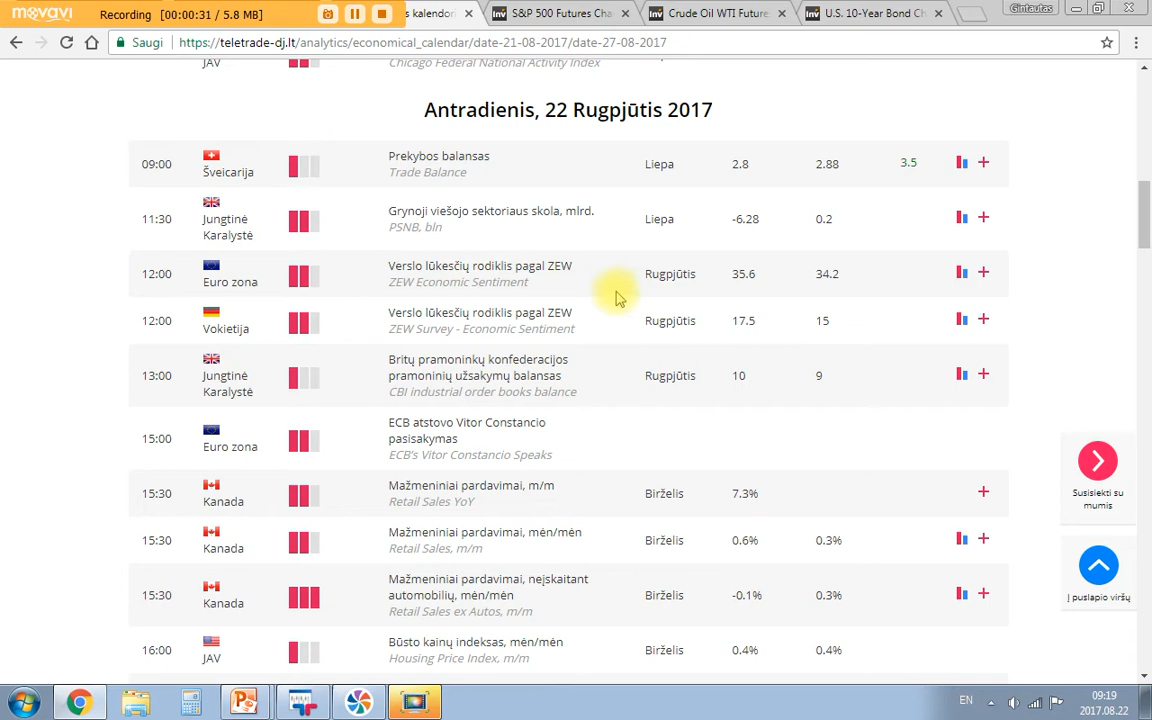 movavi
Recording [00:00:31 / 5.8 MB]
s kalendori
S&P 500 Futures Cha
Crude Oil WTI Future
U.S. 10-Year Bond Ch
Gintautas
Saugi
https://teletrade-dj.lt/analytics/economical_calendar/date-21-08-2017/date-27-08-2017
JAV
Chicago Federal National Activity Index
Antradienis, 22 Rugpjūtis 2017
09:00 Šveicarija Prekybos balansas Liepa 2.8 2.88 3.5
Trade Balance
11:30 Jungtinė Karalystė Grynoji viešojo sektoriaus skola, mlrd. Liepa -6.28 0.2
PSNB, bln
12:00 Euro zona Verslo lūkesčių rodiklis pagal ZEW Rugpjūtis 35.6 34.2
ZEW Economic Sentiment
12:00 Vokietija Verslo lūkesčių rodiklis pagal ZEW Rugpjūtis 17.5 15
ZEW Survey - Economic Sentiment
13:00 Jungtinė Karalystė Britų pramoninkų konfederacijos
pramoninių užsakymų balansas Rugpjūtis 10 9
CBI industrial order books balance
15:00 Euro zona ECB atstovo Vitor Constancio
pasisakymas
ECB's Vitor Constancio Speaks
15:30 Kanada Mažmeniniai pardavimai, m/m Birželis 7.3%
Retail Sales YoY
15:30 Kanada Mažmeniniai pardavimai, mėn/mėn Birželis 0.6% 0.3%
Retail Sales, m/m
15:30 Kanada Mažmeniniai pardavimai, neįskaitant
automobilių, mėn/mėn Birželis -0.1% 0.3%
Retail Sales ex Autos, m/m
16:00 JAV Būsto kainų indeksas, mėn/mėn Birželis 0.4% 0.4%
Housing Price Index, m/m
Susisiekti su
mumis
Į puslapio viršų
EN
09:19
2017.08.22